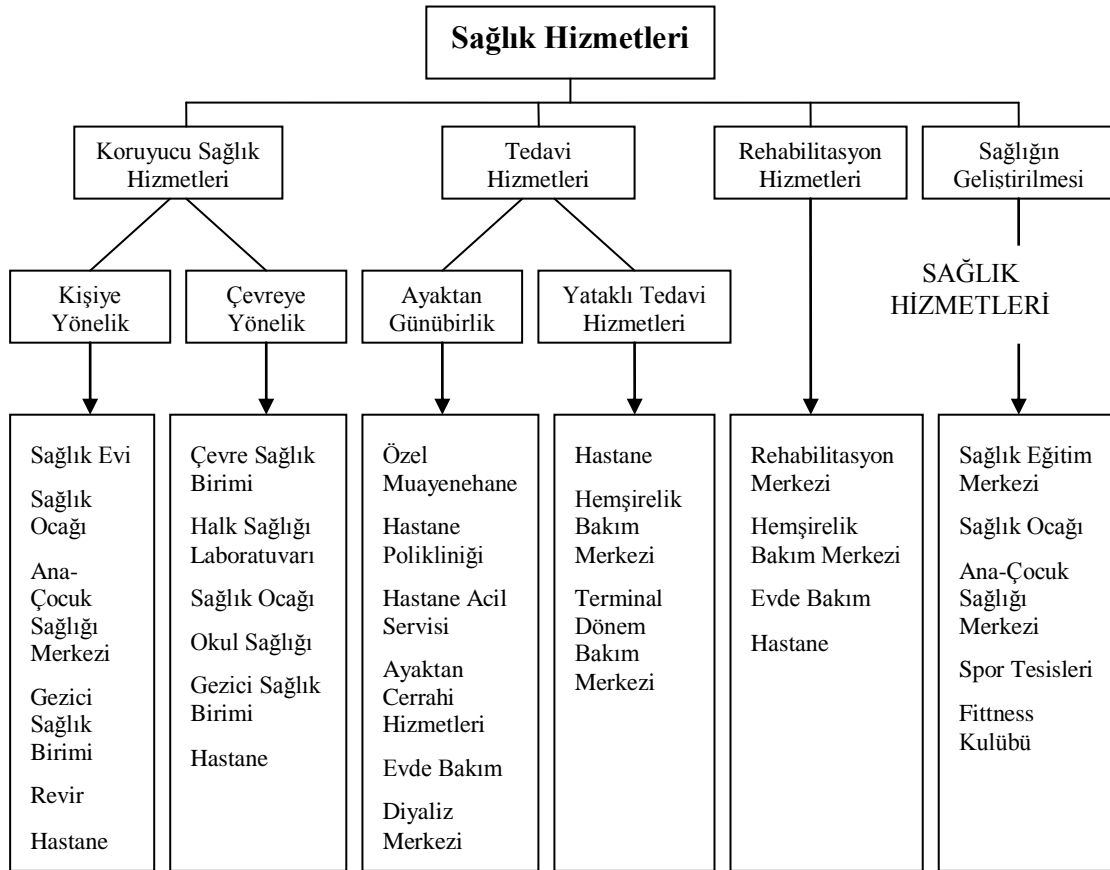 Sağlık Hizmetleri
Koruyucu Sağlık
Hizmetleri
Tedavi
Hizmetleri
Rehabilitasyon
Hizmetleri
Sağlığın
Geliştirilmesi
Kişiye
Yönelik
Çevreye
Yönelik
Ayaktan
Günübirlik
Yataklı Tedavi
Hizmetleri
SAĞLIK
HİZMETLERİ
Sağlık Evi
Sağlık
Ocağı
Ana-
Çocuk
Sağlığı
Merkezi
Gezici
Sağlık
Birimi
Revir
Hastane
Çevre Sağlık
Birimi
Halk Sağlığı
Laboratuvarı
Sağlık Ocağı
Okul Sağlığı
Gezici Sağlık
Birimi
Hastane
Özel
Muayenehane
Hastane
Polikliniği
Hastane Acil
Servisi
Ayaktan
Cerrahi
Hizmetleri
Evde Bakım
Diyaliz
Merkezi
Hastane
Hemşirelik
Bakım
Merkezi
Terminal
Dönem
Bakım
Merkezi
Rehabilitasyon
Merkezi
Hemşirelik
Bakım Merkezi
Evde Bakım
Hastane
Sağlık Eğitim
Merkezi
Sağlık Ocağı
Ana-Çocuk
Sağlığı
Merkezi
Spor Tesisleri
Fittness
Kulübü